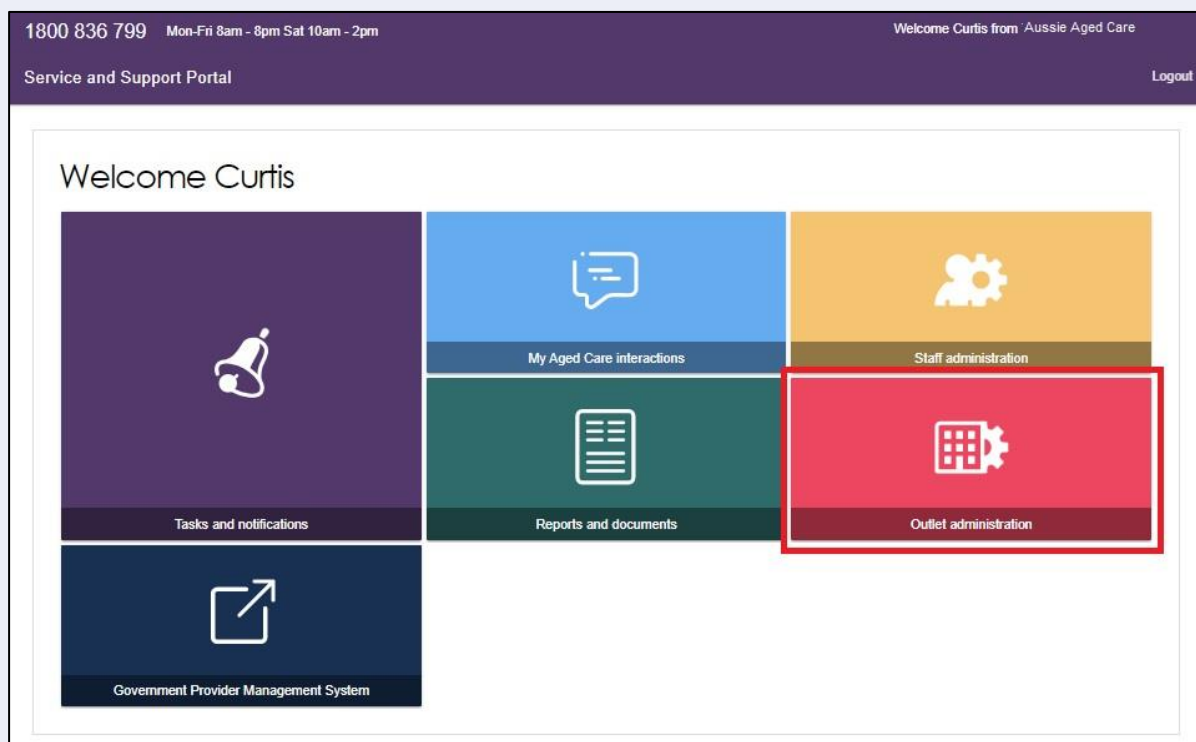 1800 836 799 Mon-Fri 8am - 8pm Sat 10am - 2pm
Welcome Curtis from 'Aussie Aged Care
Service and Support Portal
Logout
Welcome Curtis
My Aged Care interactions
Staff administration
Tasks and notifications
Reports and documents
Outlet administration
Government Provider Management System